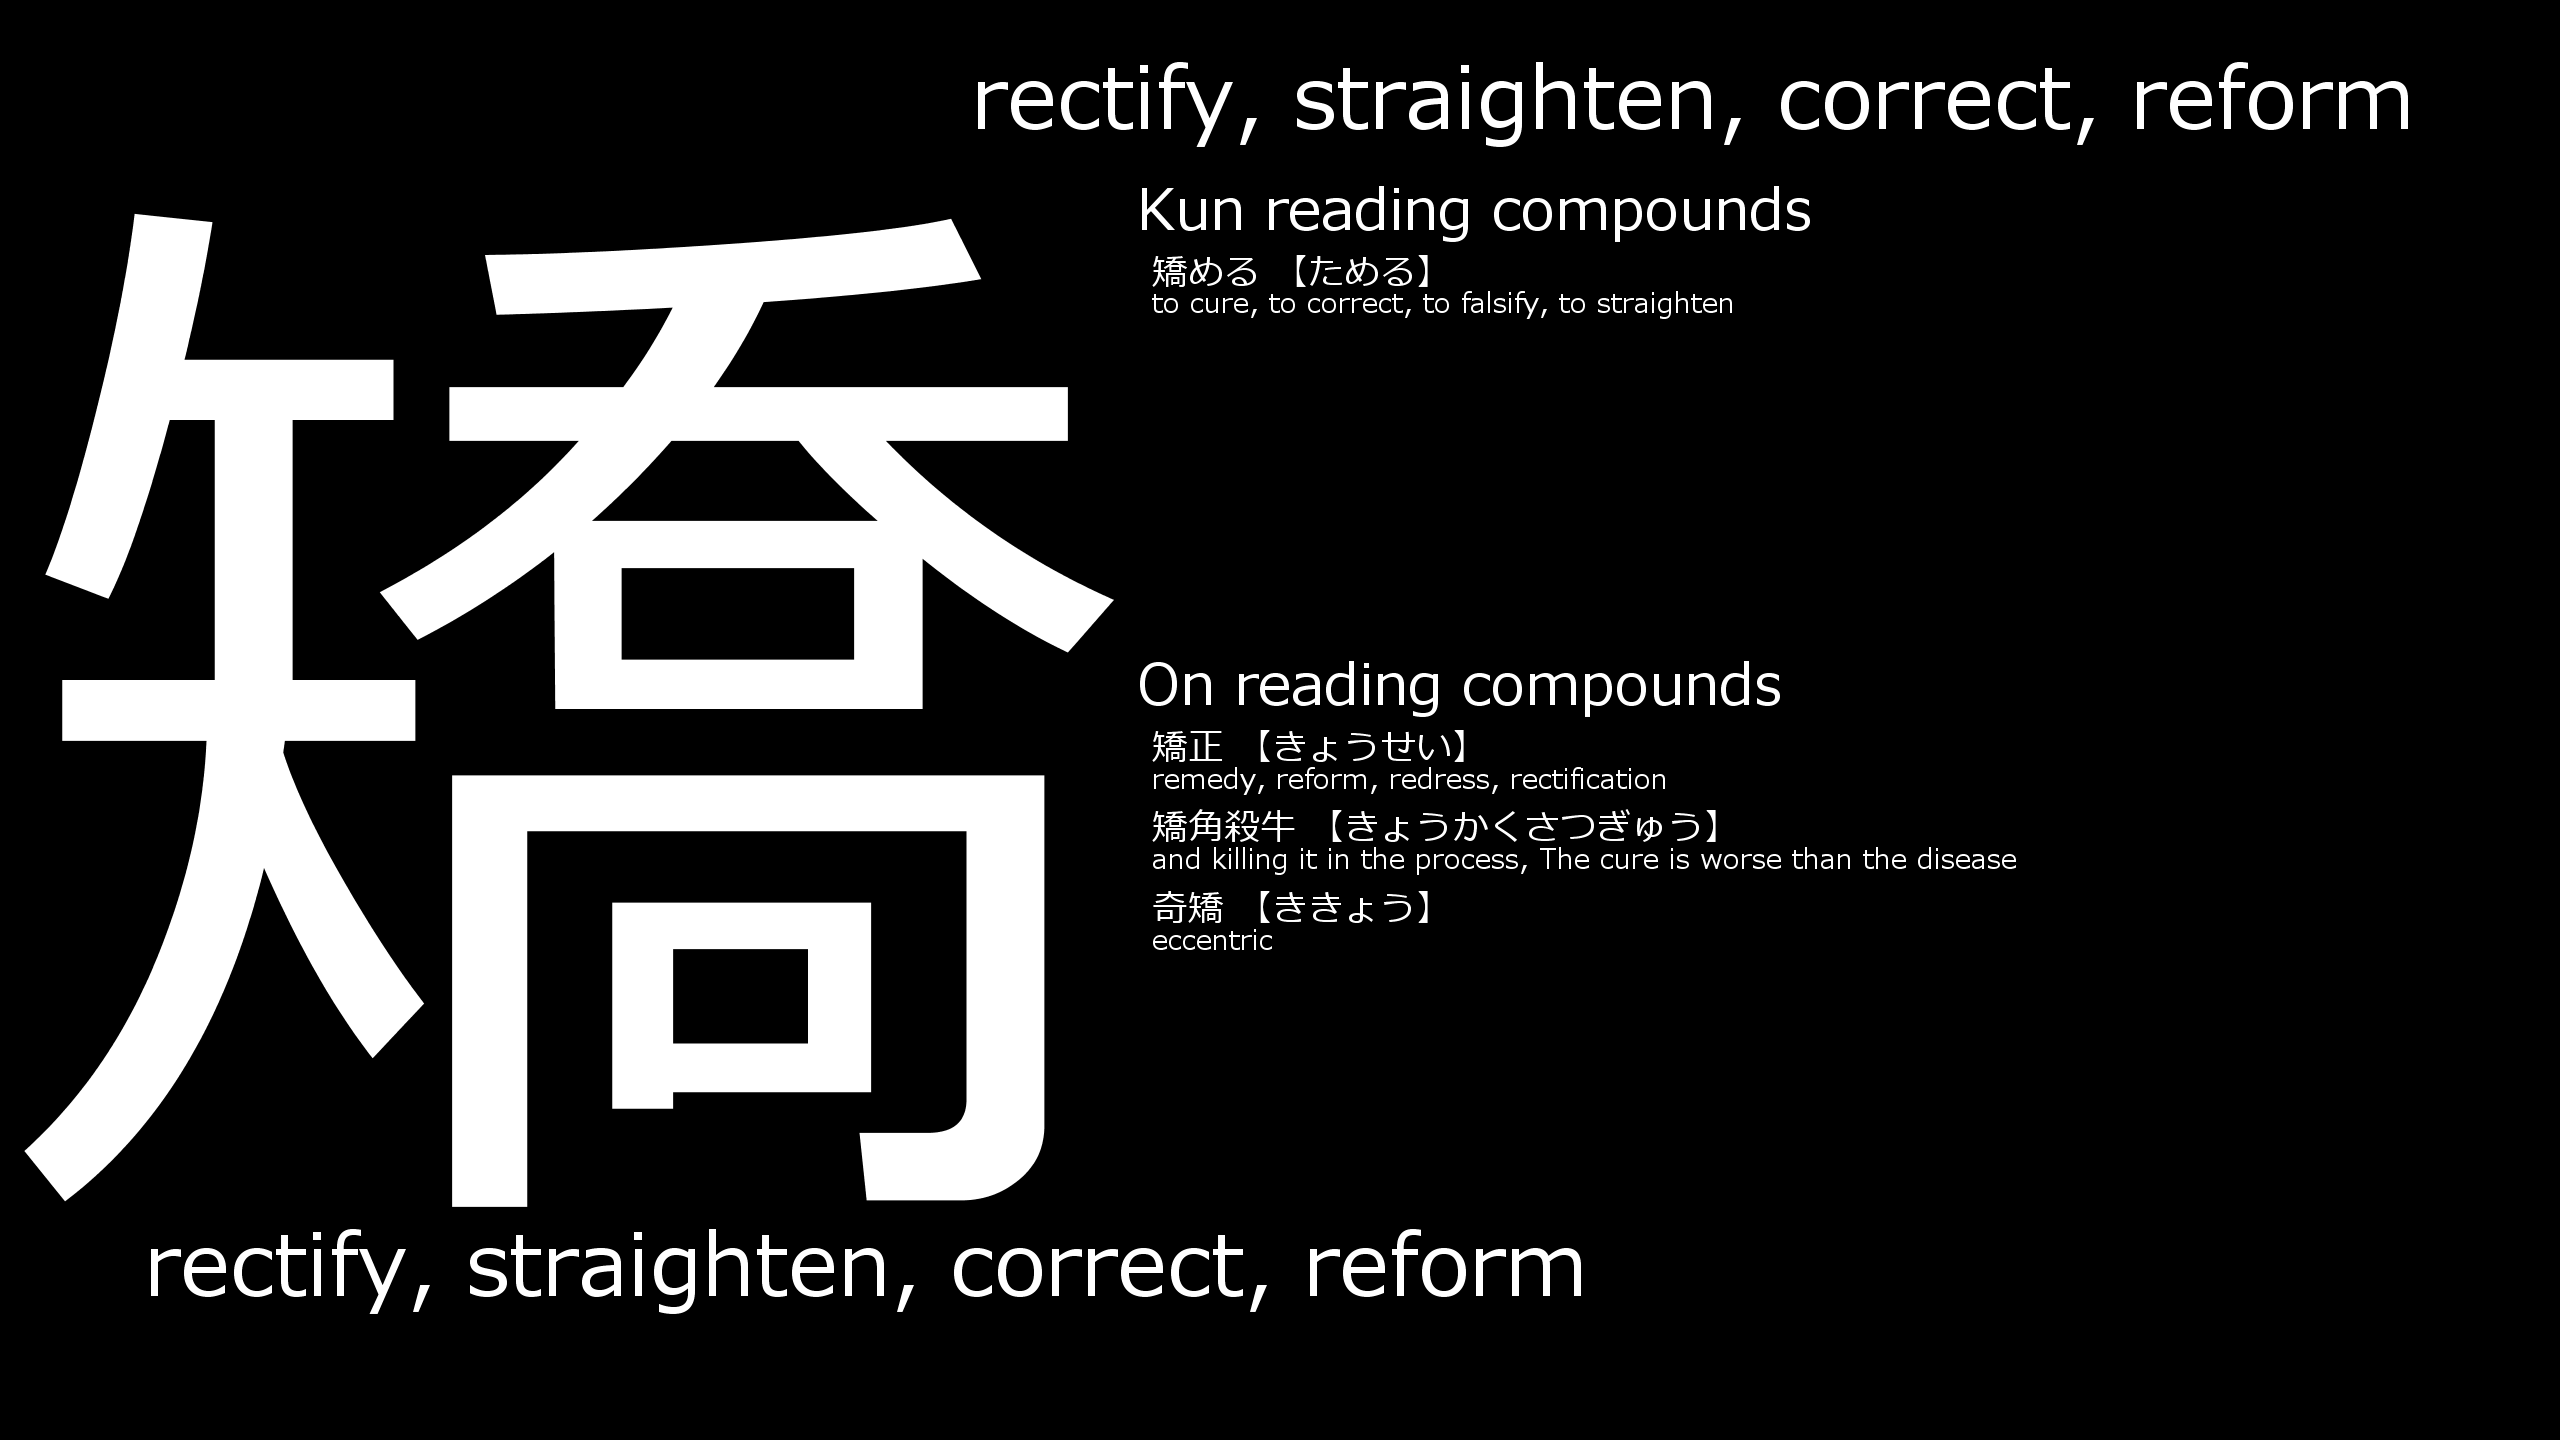 rectify, straighten, correct, reform
矯
Kun reading compounds
矯める 【ためる】
to cure, to correct, to falsify, to straighten
On reading compounds
矯正 【きょうせい】
remedy, reform, redress, rectification
矯角殺牛 【きょうかくさつぎゅう】
and killing it in the process, The cure is worse than the disease
奇矯 【ききょう】
eccentric
rectify, straighten, correct, reform